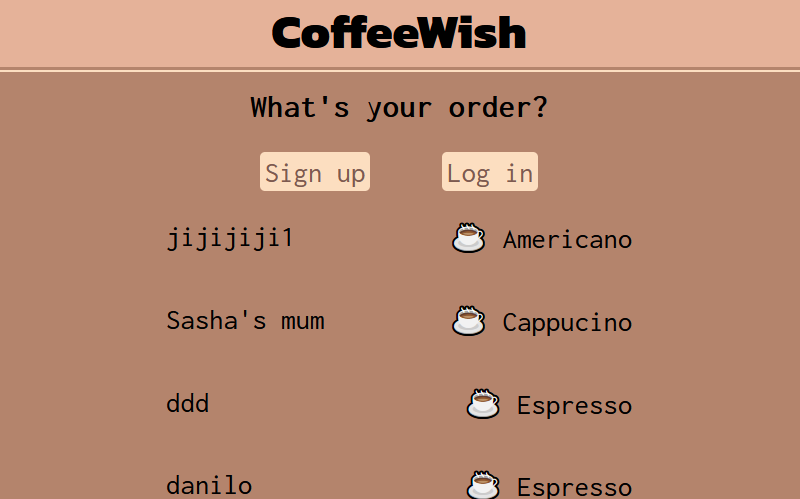 CoffeeWish
What's your order?
Sign up Log in
jijijiji1 Americano
Sasha's mum Cappucino
ddd Espresso
danilo Espresso